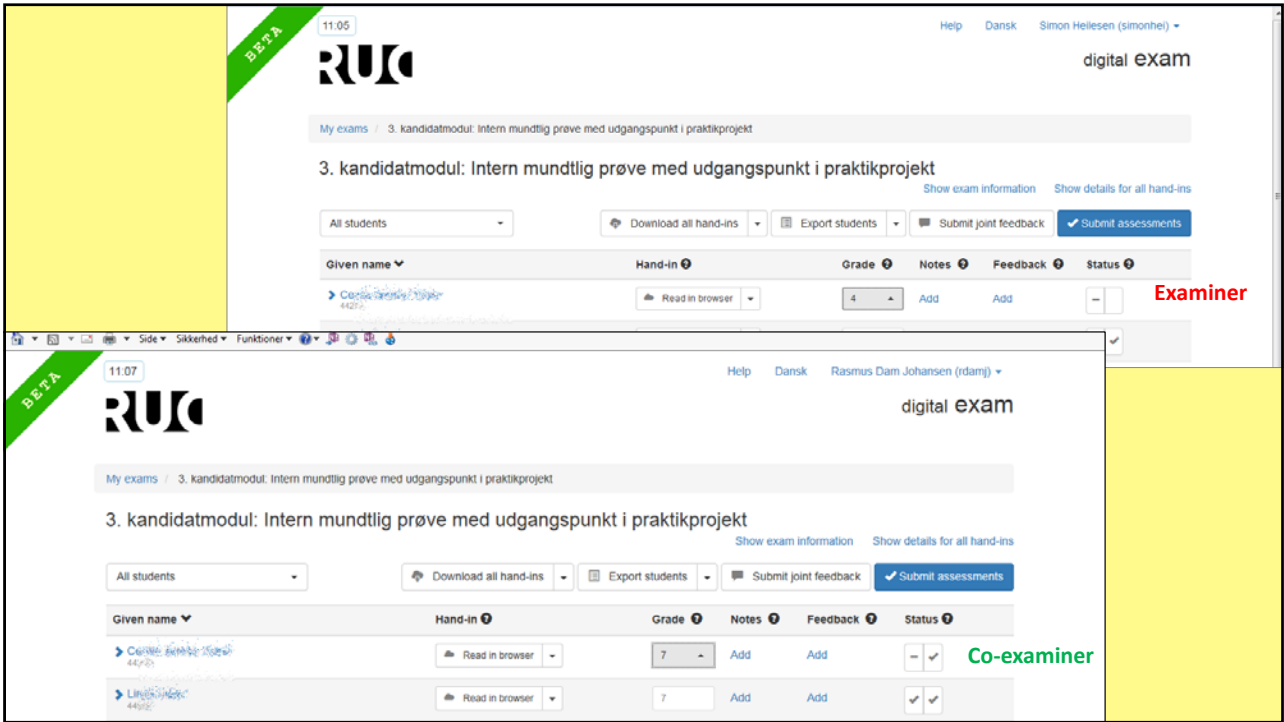 BETA
11:05
Help Dansk Simon Heilesen (simonhei)
RUC
digital exam
My exams / 3. kandidatmodul: Intern mundtlig prøve med udgangspunkt i praktikprojekt
3. kandidatmodul: Intern mundtlig prøve med udgangspunkt i praktikprojekt
Show exam information Show details for all hand-ins
All students Download all hand-ins Export students Submit joint feedback Submit assessments
Given name Hand-in Grade Notes Feedback Status
Read in browser 4 Add Add
Examiner
Side Sikkerhed Funktioner
BETA
11:07
Help Dansk Rasmus Dam Johansen (rdamj)
RUC
digital exam
My exams / 3. kandidatmodul: Intern mundtlig prøve med udgangspunkt i praktikprojekt
3. kandidatmodul: Intern mundtlig prøve med udgangspunkt i praktikprojekt
Show exam information Show details for all hand-ins
All students Download all hand-ins Export students Submit joint feedback Submit assessments
Given name Hand-in Grade Notes Feedback Status
Read in browser 7 Add Add
Co-examiner
Read in browser 7 Add Add